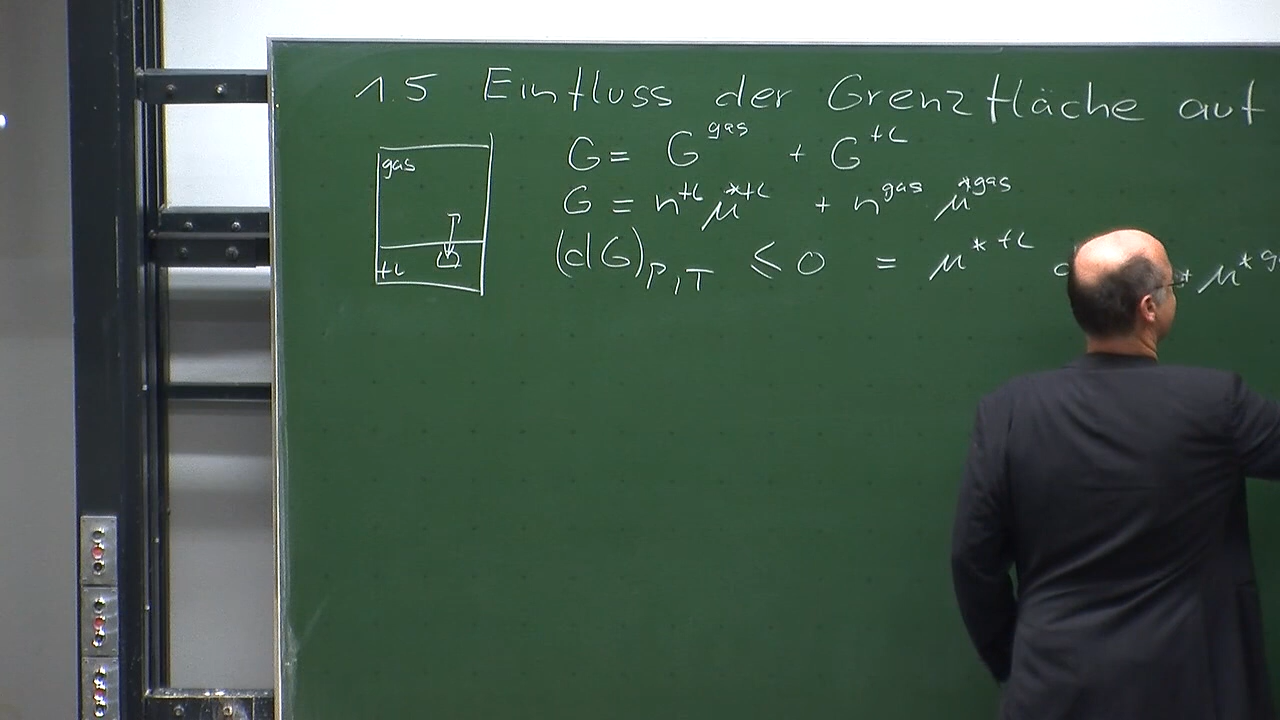 1.5 Einfluss der Grenzfläche auf
gas
fl
G = G^gas + G^fl
G = n^fl μ^*fl + n^gas μ^*gas
(dG)_P,T ≤ 0 = μ^*fl
μ^*g